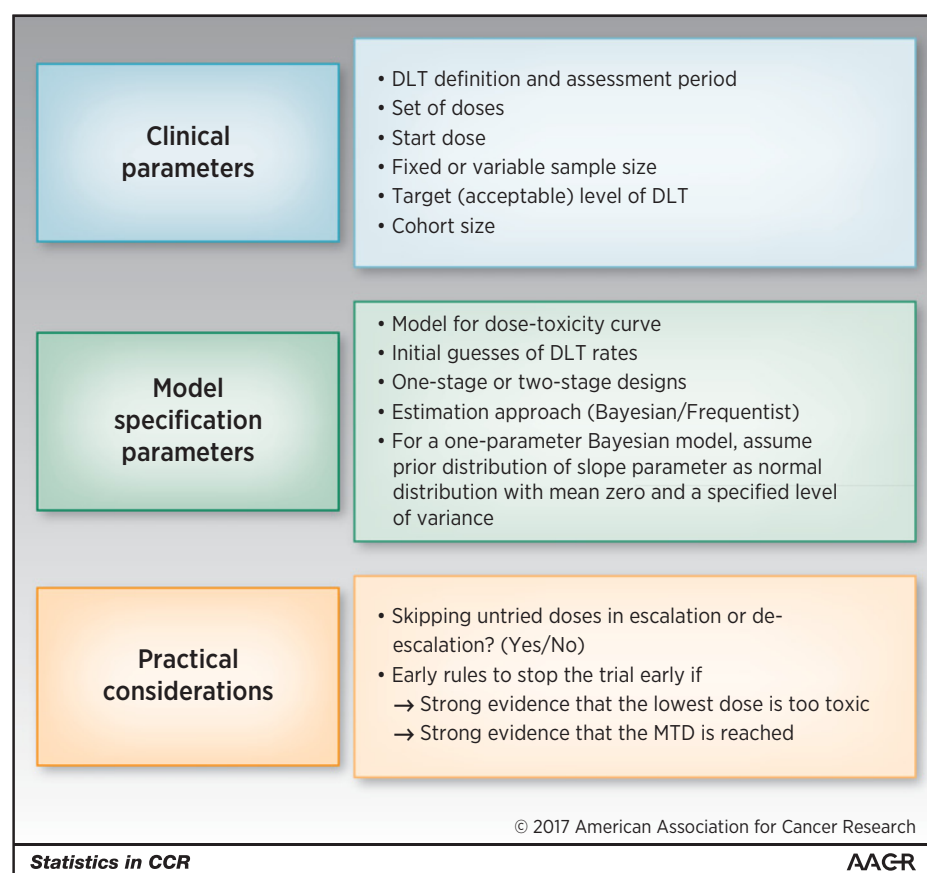 Clinical
parameters
• DLT definition and assessment period
• Set of doses
• Start dose
• Fixed or variable sample size
• Target (acceptable) level of DLT
• Cohort size
Model
specification
parameters
• Model for dose-toxicity curve
• Initial guesses of DLT rates
• One-stage or two-stage designs
• Estimation approach (Bayesian/Frequentist)
• For a one-parameter Bayesian model, assume
prior distribution of slope parameter as normal
distribution with mean zero and a specified level
of variance
Practical
considerations
• Skipping untried doses in escalation or de-
escalation? (Yes/No)
• Early rules to stop the trial early if
→ Strong evidence that the lowest dose is too toxic
→ Strong evidence that the MTD is reached
© 2017 American Association for Cancer Research
Statistics in CCR
AACR